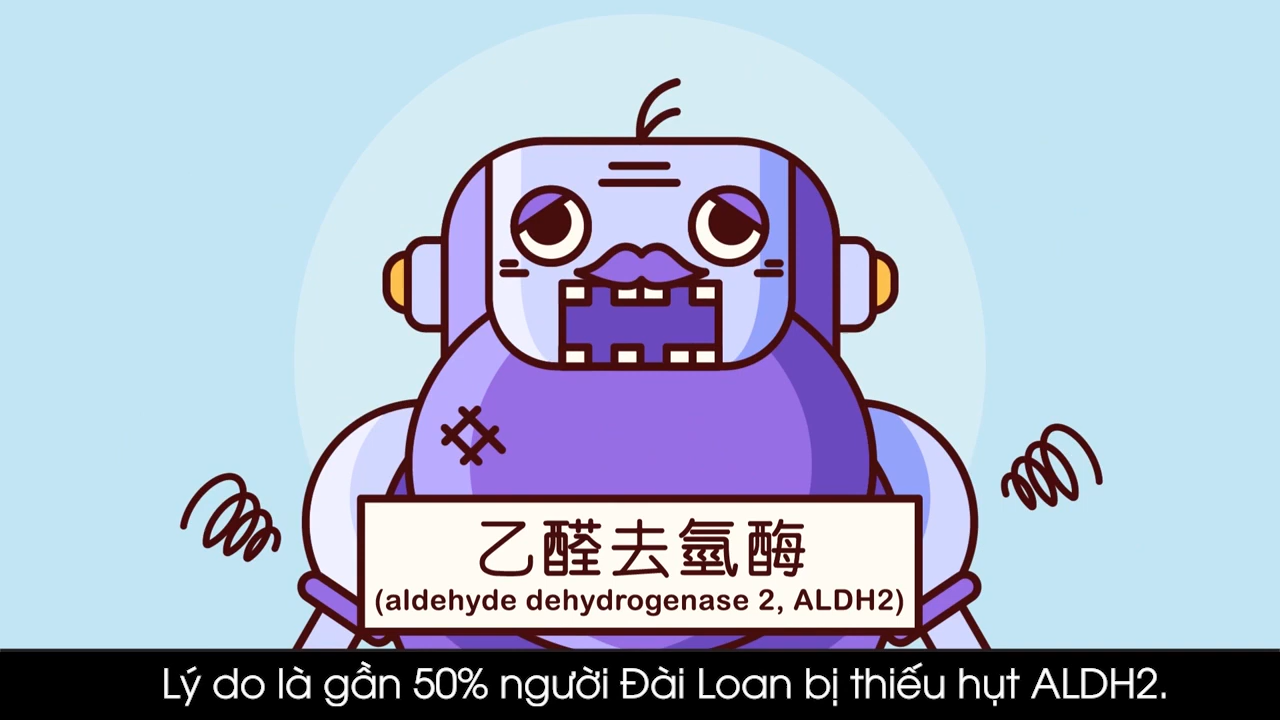 乙醛去氫酶
(aldehyde dehydrogenase 2, ALDH2)
Lý do là gần 50% người Đài Loan bị thiếu hụt ALDH2.